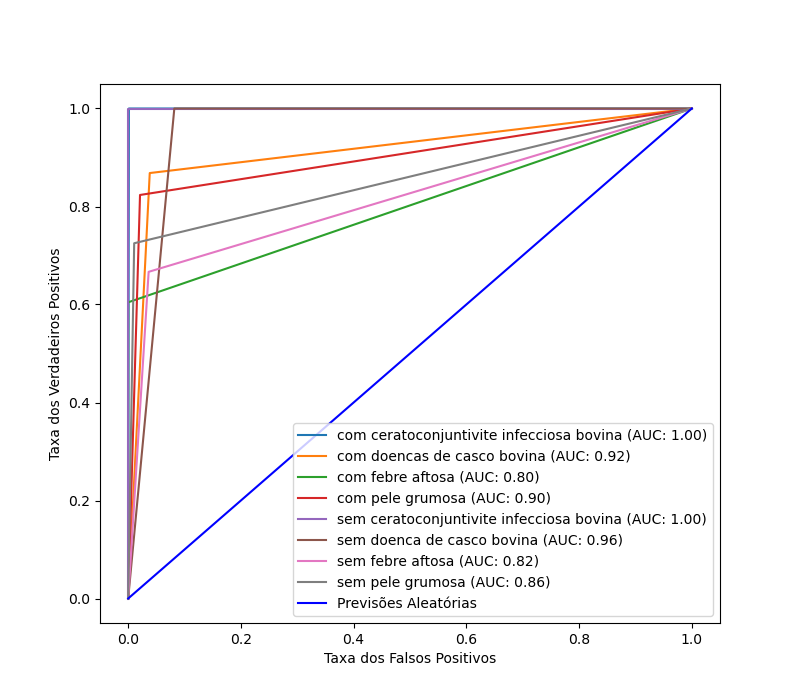 1.0
0.8
0.6
0.4
0.2
0.0
Taxa dos Verdadeiros Positivos
com ceratoconjuntivite infecciosa bovina (AUC: 1.00)
com doencas de casco bovina (AUC: 0.92)
com febre aftosa (AUC: 0.80)
com pele grumosa (AUC: 0.90)
sem ceratoconjuntivite infecciosa bovina (AUC: 1.00)
sem doenca de casco bovina (AUC: 0.96)
sem febre aftosa (AUC: 0.82)
sem pele grumosa (AUC: 0.86)
Previsões Aleatórias
0.0 0.2 0.4 0.6 0.8 1.0
Taxa dos Falsos Positivos